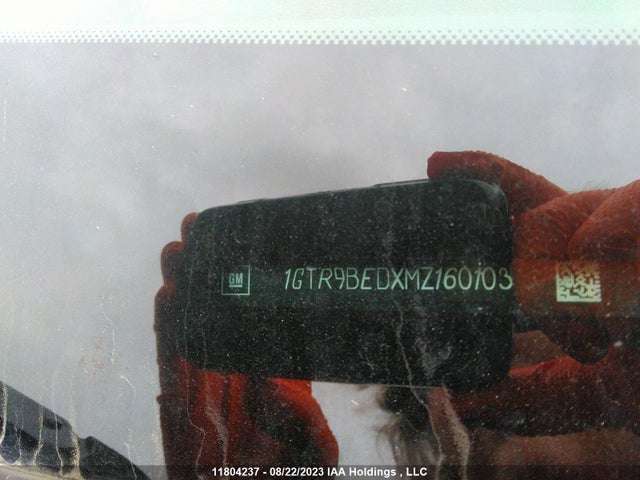 GM
1GTR9BEDXMZ160103
11804237 - 08/22/2023 IAA Holdings , LLC